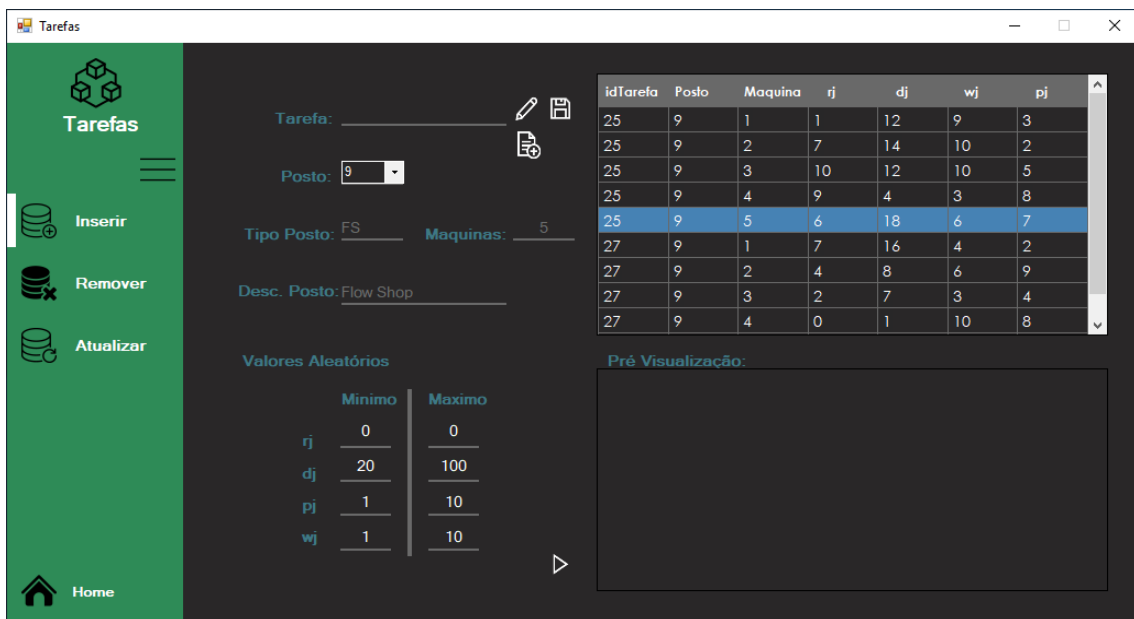 Tarefas
Tarefas
Inserir
Remover
Atualizar
Home
Tarefa:
Posto: 9
Tipo Posto: FS Maquinas: 5
Desc. Posto: Flow Shop
Valores Aleatórios
Minimo Maximo
rj 0 0
dj 20 100
pj 1 10
wj 1 10
idTarefa Posto Maquina rj dj wj pj
25 9 1 1 12 9 3
25 9 2 7 14 10 2
25 9 3 10 12 10 5
25 9 4 9 4 3 8
25 9 5 6 18 6 7
27 9 1 7 16 4 2
27 9 2 4 8 6 9
27 9 3 2 7 3 4
27 9 4 0 1 10 8
Pré Visualização: